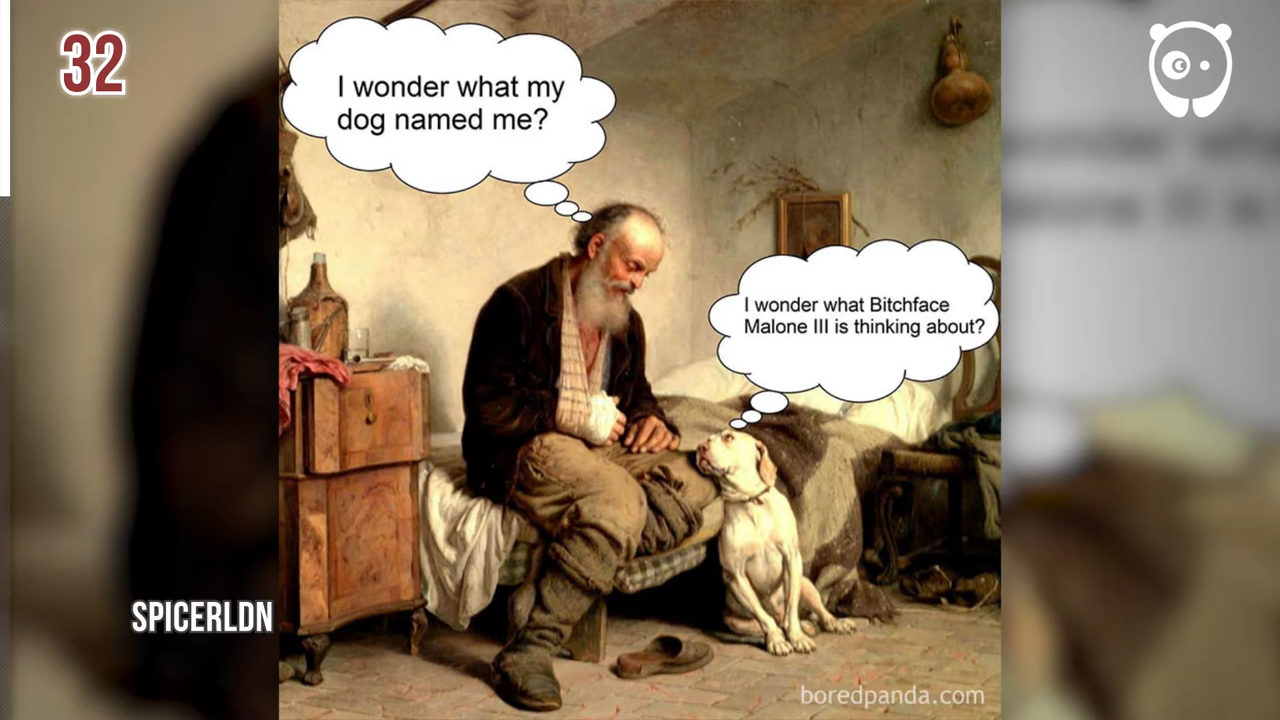 32
I wonder what my
dog named me?
I wonder what Bitchface
Malone III is thinking about?
SPICERLDN
boredpanda.com